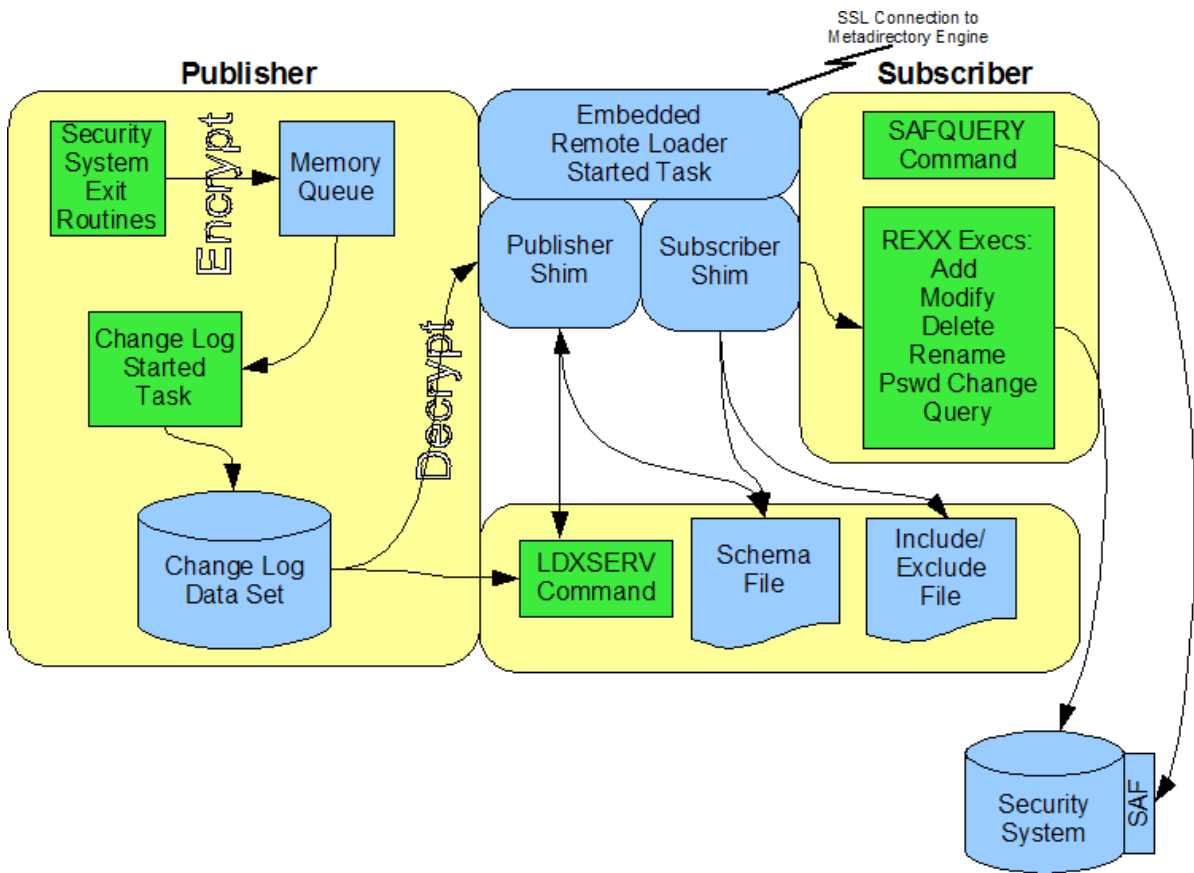 SSL Connection to
Metadirectory Engine
Publisher
Subscriber
Security
System
Exit
Routines
Encrypt
Memory
Queue
Embedded
Remote Loader
Started Task
SAFQUERY
Command
Publisher
Shim
Subscriber
Shim
REXX Execs:
Add
Modify
Delete
Rename
Pswd Change
Query
Change Log
Started
Task
Decrypt
Change Log
Data Set
LDXSERV
Command
Schema
File
Include/
Exclude
File
Security
System
SAF